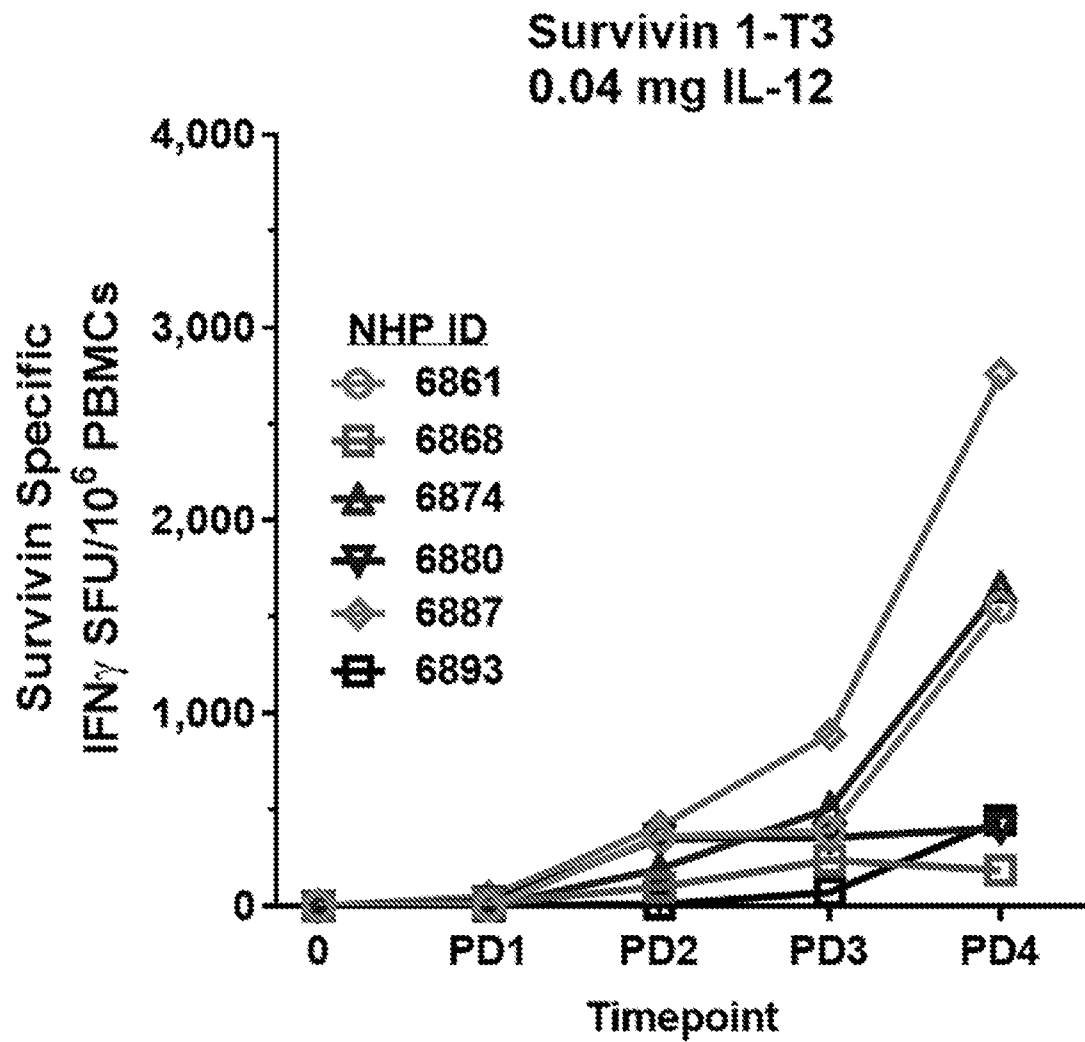 Survivin 1-T3
0.04 mg IL-12
Survivin Specific
IFNγ SFU/10⁶ PBMCs
4,000
3,000
2,000
1,000
0
NHP ID
6861
6868
6874
6880
6887
6893
0 PD1 PD2 PD3 PD4
Timepoint